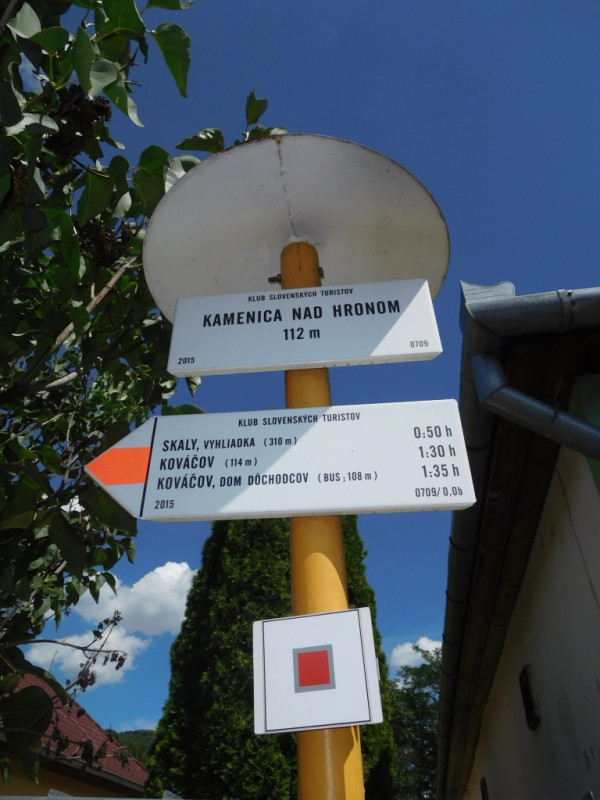 KLUB SLOVENSKÝCH TURISTOV
KAMENICA NAD HRONOM
112 m
2015 0709
KLUB SLOVENSKÝCH TURISTOV
SKALY, VYHLIADKA (310 m) 0:50 h
KOVÁČOV (114 m) 1:30 h
KOVÁČOV, DOM DÔCHODCOV (BUS; 108 m) 1:35 h
2015 0709/0,0b